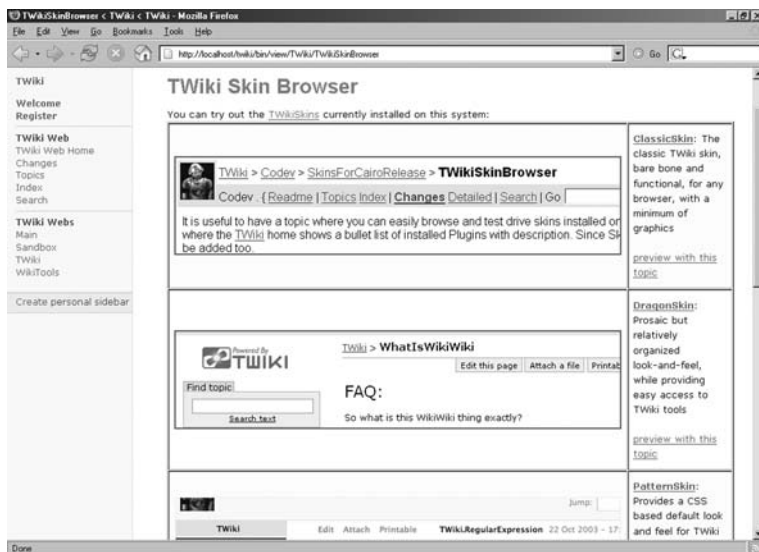 TWikiSkinBrowser < TWiki < TWiki - Mozilla Firefox
File Edit View Go Bookmarks Tools Help
http://localhost/twiki/bin/view/TWiki/TWikiSkinBrowser
Go
TWiki
Welcome
Register
TWiki Web
TWiki Web Home
Changes
Topics
Index
Search
TWiki Webs
Main
Sandbox
TWiki
WikiTools
Create personal sidebar
TWiki Skin Browser
You can try out the TWikiSkins currently installed on this system:
TWiki > Codev > SkinsForCairoRelease > TWikiSkinBrowser
Codev . { Readme | Topics Index | Changes Detailed | Search | Go
It is useful to have a topic where you can easily browse and test drive skins installed or
where the TWiki home shows a bullet list of installed Plugins with description. Since Sk
be added too.
ClassicSkin: The
classic TWiki skin,
bare bone and
functional, for any
browser, with a
minimum of
graphics
preview with this
topic
Powered By
TWIKI
Find topic
Search text
TWiki > WhatIsWikiWiki
Edit this page
Attach a file
Printab
FAQ:
So what is this WikiWiki thing exactly?
DragonSkin:
Prosaic but
relatively
organized
look-and-feel,
while providing
easy access to
TWiki tools
preview with this
topic
Jump:
TWiki
Edit Attach Printable
TWiki.RegularExpression 22 Oct 2003 - 17:
PatternSkin:
Provides a CSS
based default look
and feel for TWiki
Done